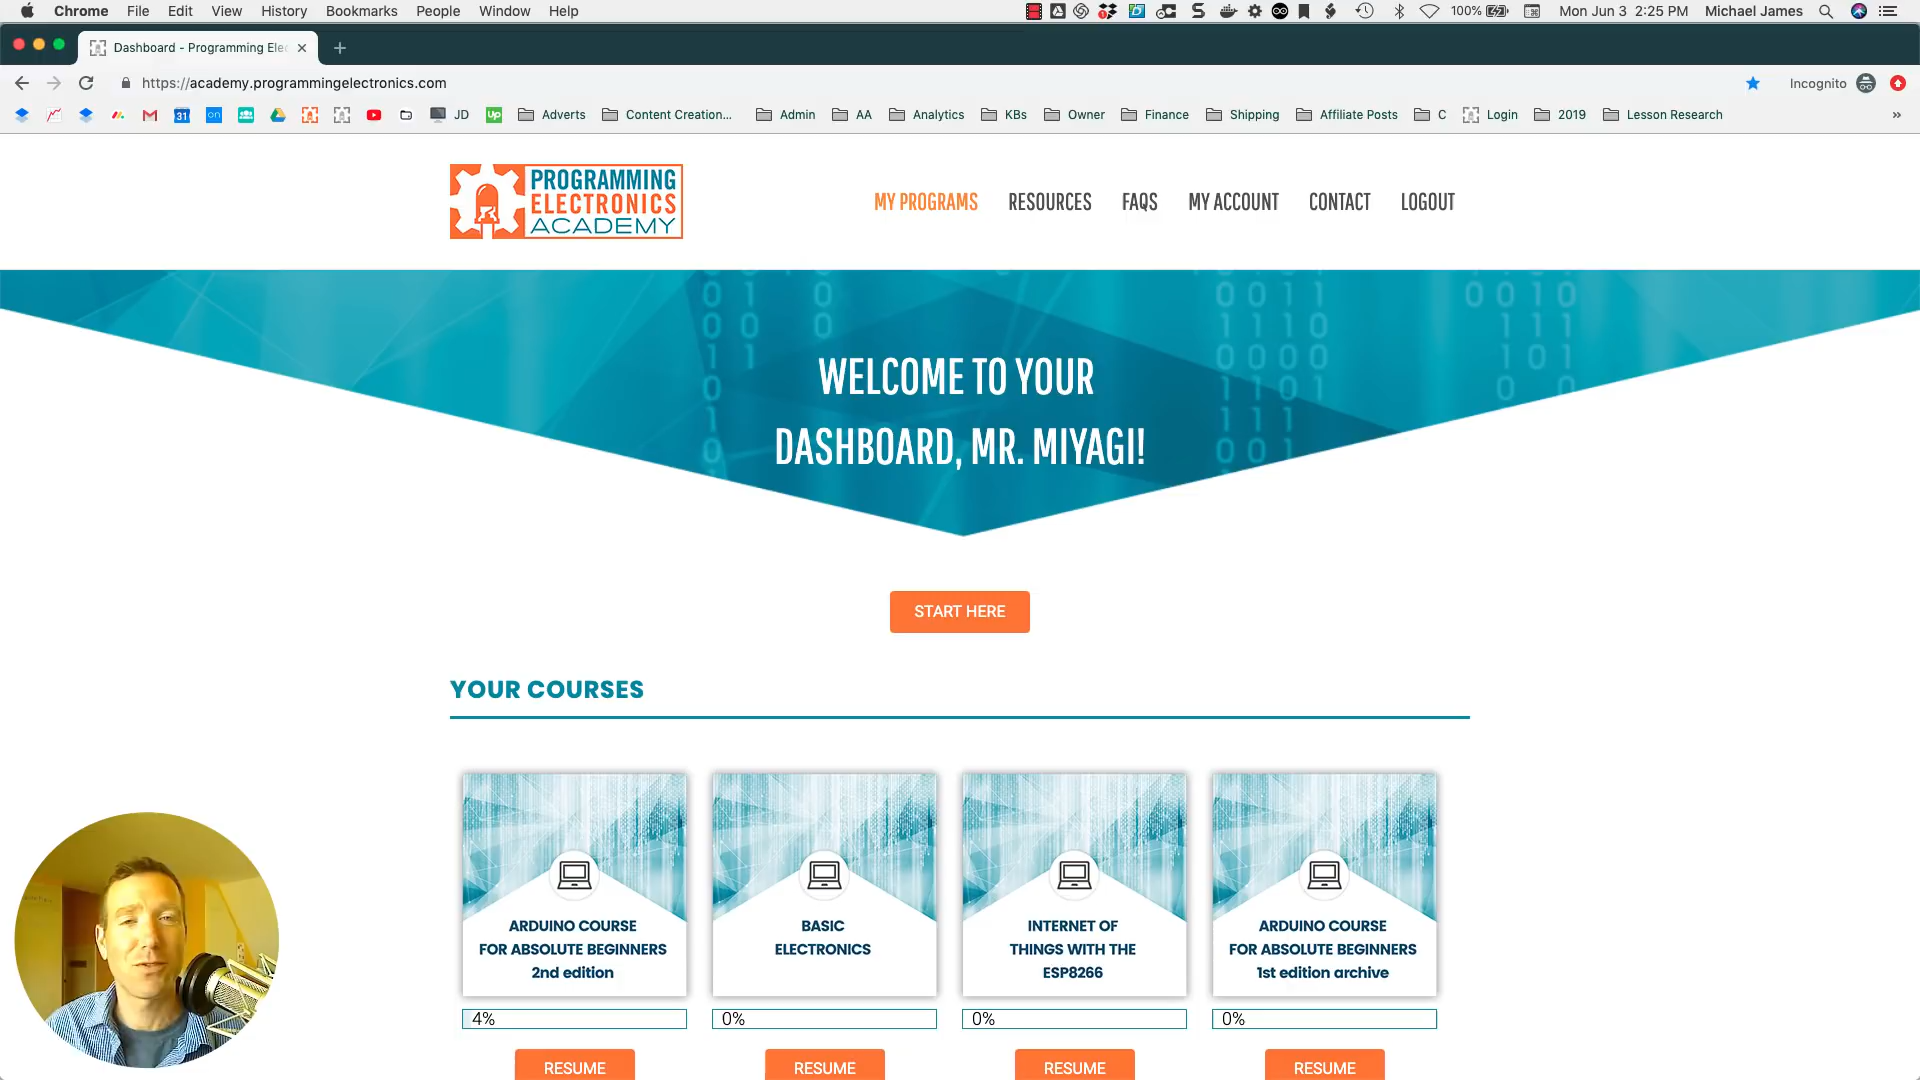 Chrome File Edit View History Bookmarks People Window Help 100% Mon Jun 3 2:25 PM Michael James
Dashboard - Programming Ele
https://academy.programmingelectronics.com Incognito
31 on JD Up Adverts Content Creation... Admin AA Analytics KBs Owner Finance Shipping Affiliate Posts C Login 2019 Lesson Research »
PROGRAMMING
ELECTRONICS
ACADEMY
MY PROGRAMS RESOURCES FAQS MY ACCOUNT CONTACT LOGOUT
WELCOME TO YOUR
DASHBOARD, MR. MIYAGI!
START HERE
YOUR COURSES
ARDUINO COURSE
FOR ABSOLUTE BEGINNERS
2nd edition
4%
RESUME
BASIC
ELECTRONICS
0%
RESUME
INTERNET OF
THINGS WITH THE
ESP8266
0%
RESUME
ARDUINO COURSE
FOR ABSOLUTE BEGINNERS
1st edition archive
0%
RESUME